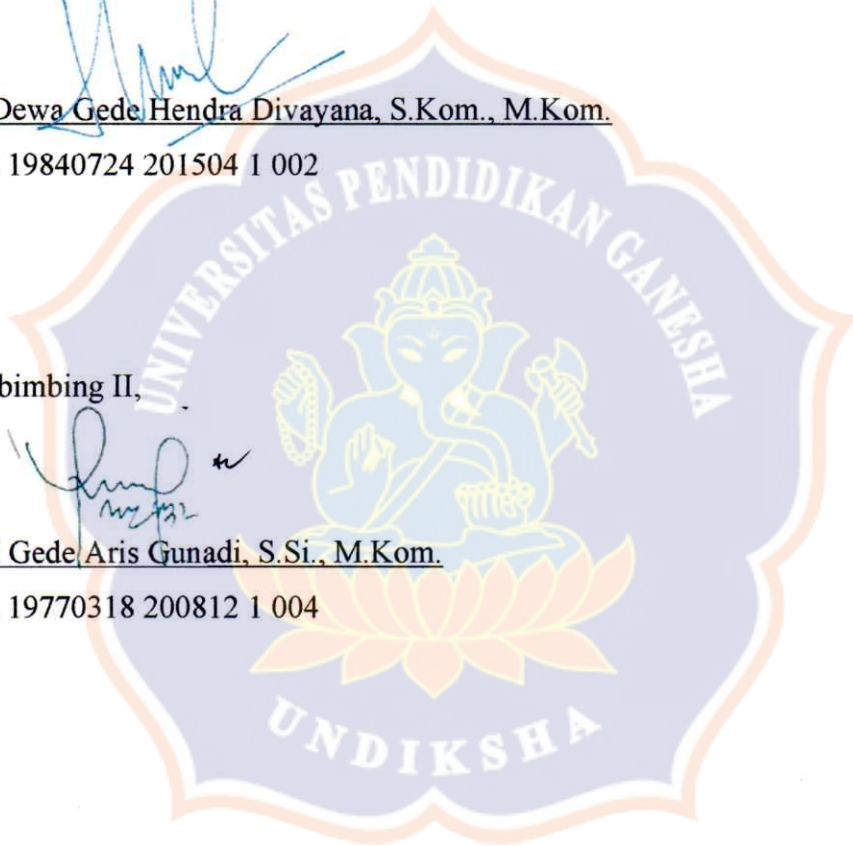 Dewa Gede Hendra Divayana, S.Kom., M.Kom.
19840724 201504 1 002
UNIVERSITAS PENDIDIKAN GANESHA
bimbing II,
Gede Aris Gunadi, S.Si., M.Kom.
19770318 200812 1 004
UNDIKSHA